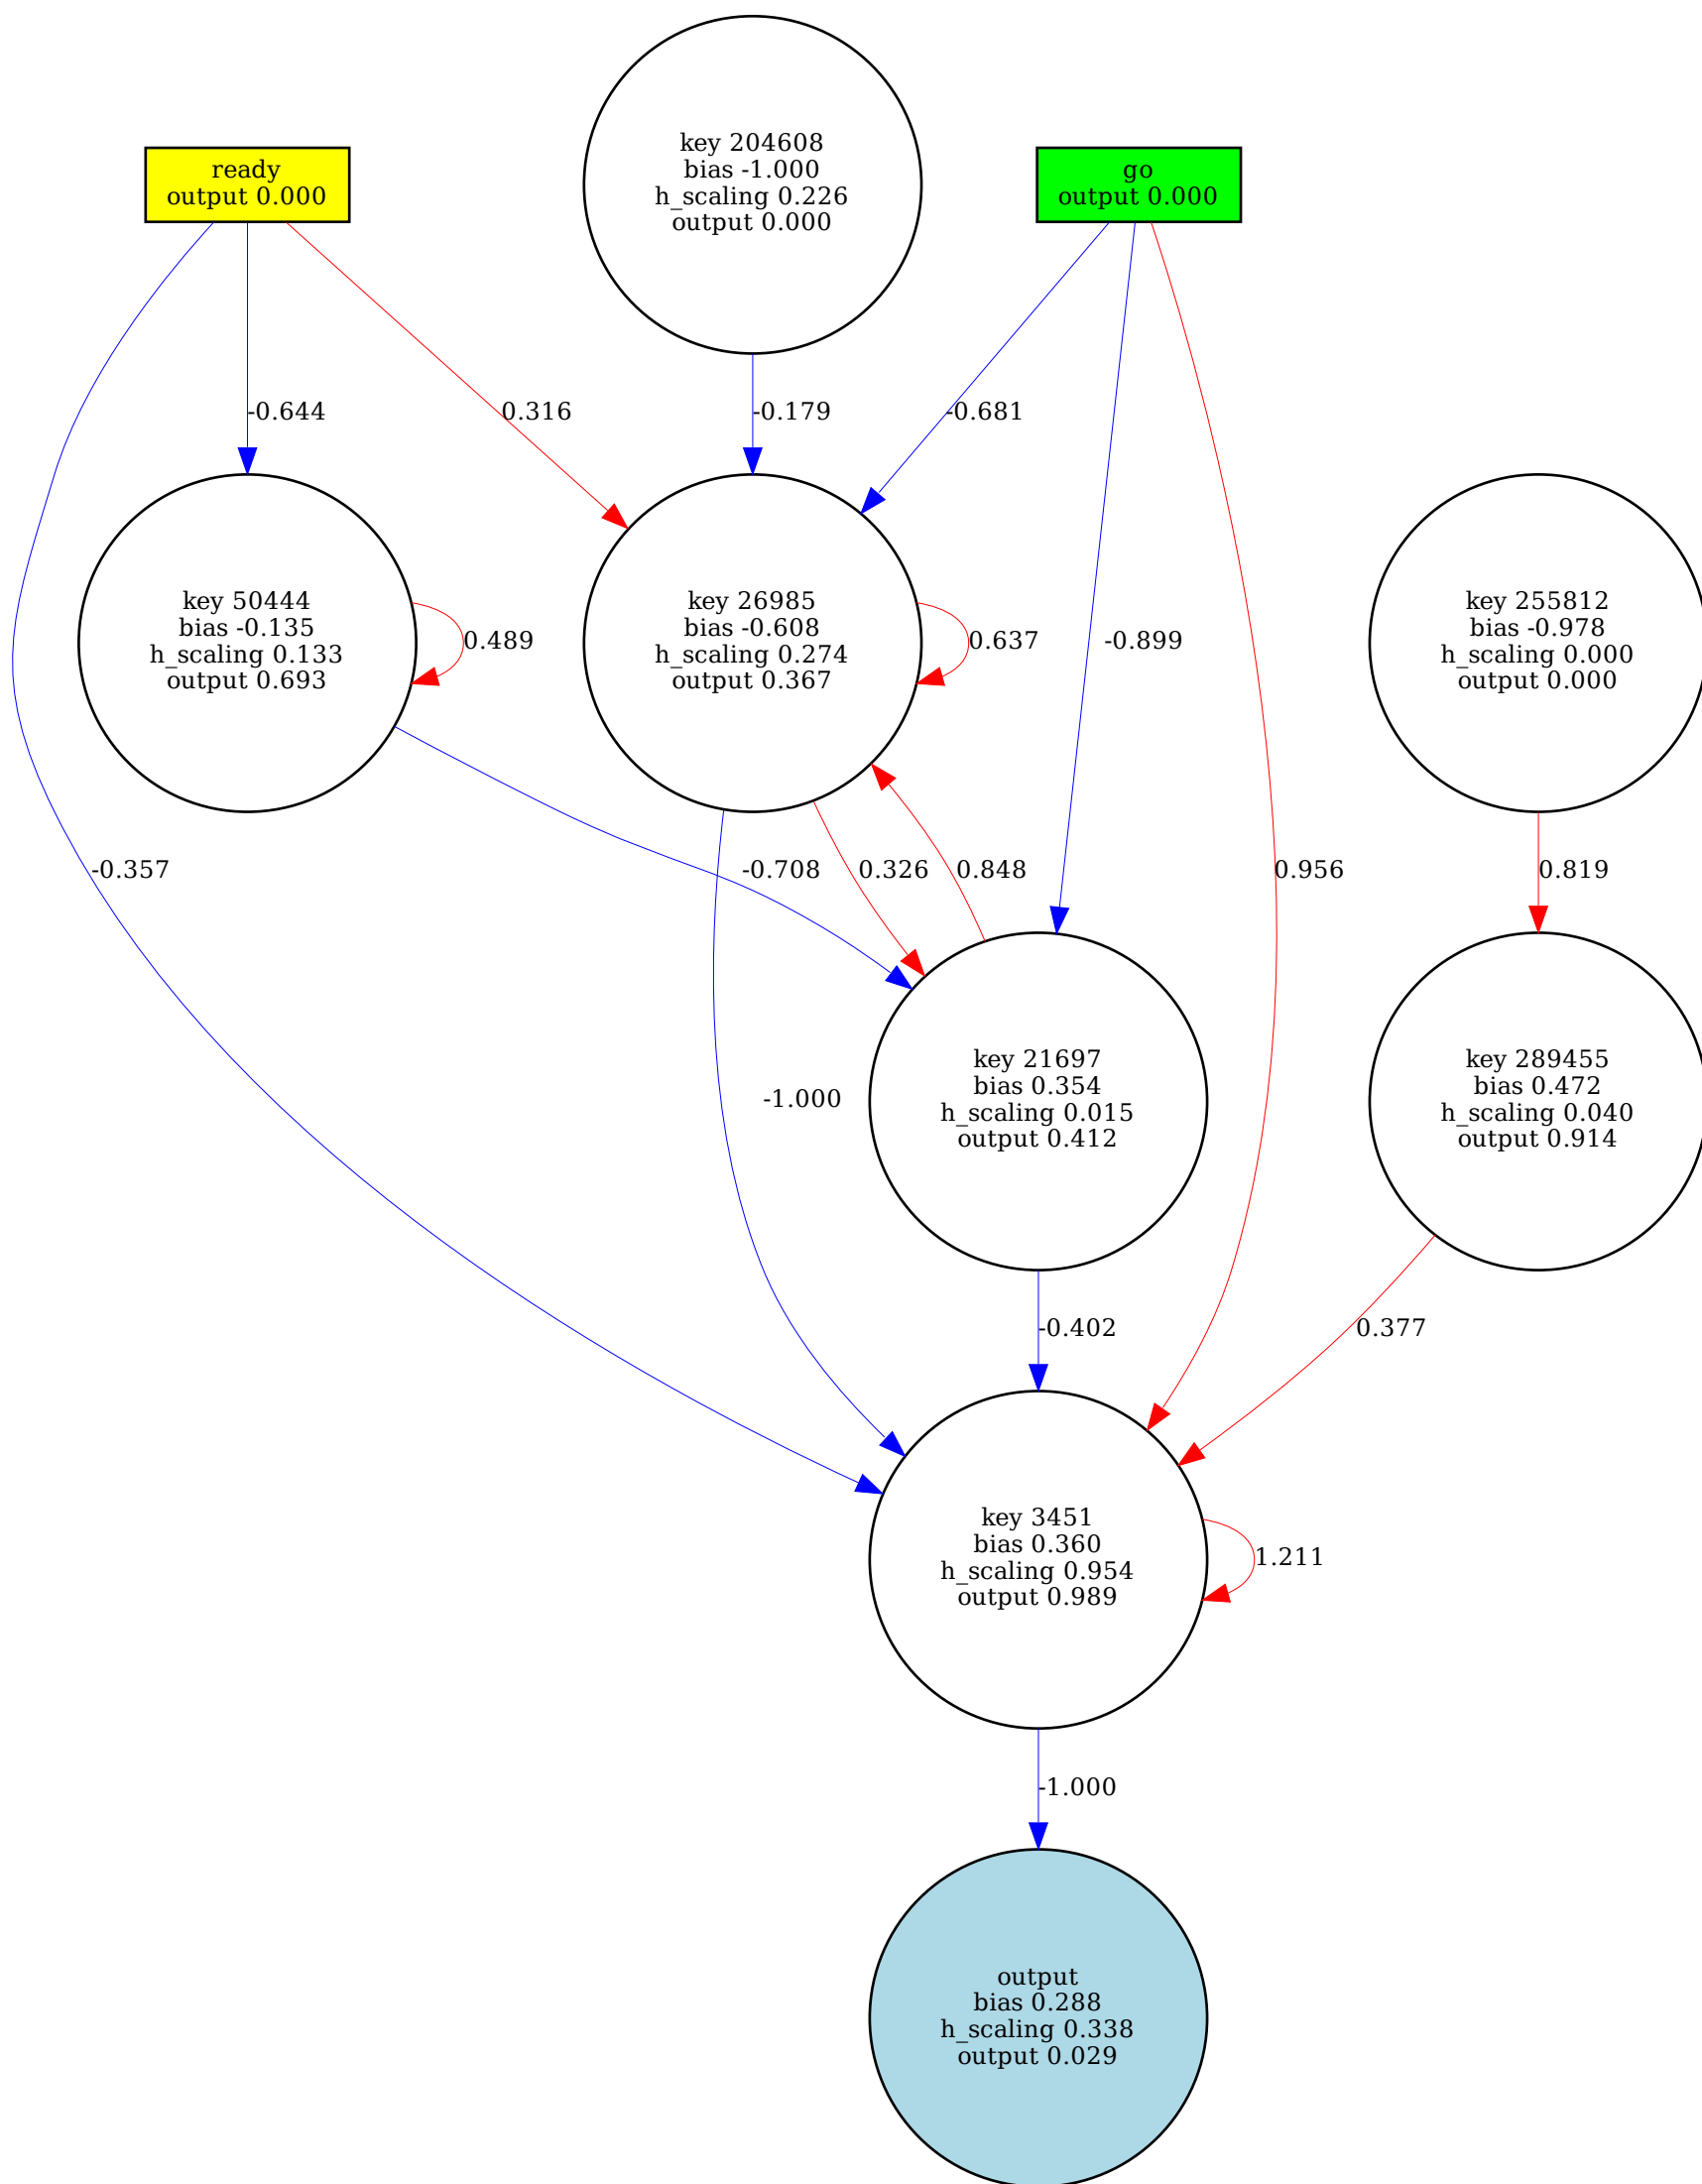 key 204608
bias -1.000
h_scaling 0.226
output 0.000
ready
output 0.000
go
output 0.000
-0.644
0.316
-0.179
-0.681
key 50444
bias -0.135
h_scaling 0.133
output 0.693
0.489
key 26985
bias -0.608
h_scaling 0.274
output 0.367
0.637
-0.899
key 255812
bias -0.978
h_scaling 0.000
output 0.000
-0.357
-0.708
0.326
0.848
0.956
0.819
-1.000
key 21697
bias 0.354
h_scaling 0.015
output 0.412
key 289455
bias 0.472
h_scaling 0.040
output 0.914
-0.402
0.377
key 3451
bias 0.360
h_scaling 0.954
output 0.989
1.211
-1.000
output
bias 0.288
h_scaling 0.338
output 0.029